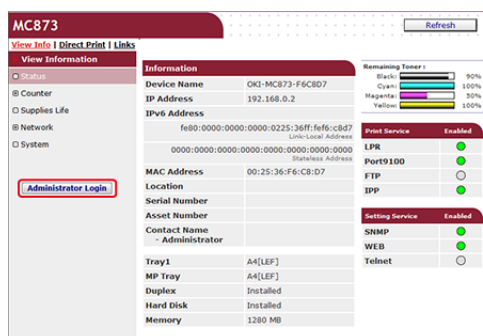 MC873
Refresh
View Info | Direct Print | Links
View Information
Status
Counter
Supplies Life
Network
System
Administrator Login
Information
Device Name OKI-MC873-F6C8D7
IP Address 192.168.0.2
IPv6 Address
fe80:0000:0000:0000:0225:36ff:fef6:c8d7
Link-Local Address
0000:0000:0000:0000:0000:0000:0000:0000
Stateless Address
MAC Address 00:25:36:F6:C8:D7
Location
Serial Number
Asset Number
Contact Name
- Administrator
Tray1 A4[LEF]
MP Tray A4[LEF]
Duplex Installed
Hard Disk Installed
Memory 1280 MB
Remaining Toner :
Black: 90%
Cyan: 100%
Magenta: 50%
Yellow: 100%
Print Service Enabled
LPR
Port9100
FTP
IPP
Setting Service Enabled
SNMP
WEB
Telnet